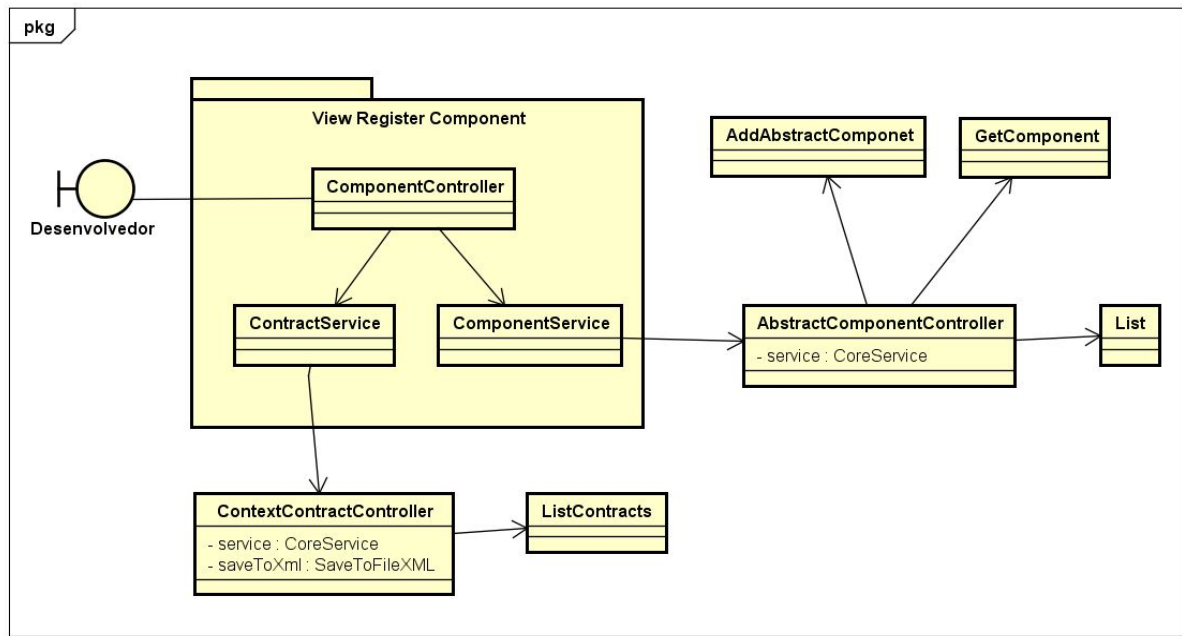 pkg
View Register Component
AddAbstractComponet
GetComponent
ComponentController
Desenvolvedor
ContractService
ComponentService
AbstractComponentController
- service : CoreService
List
ContextContractController
- service : CoreService
- saveToXml : SaveToFileXML
ListContracts